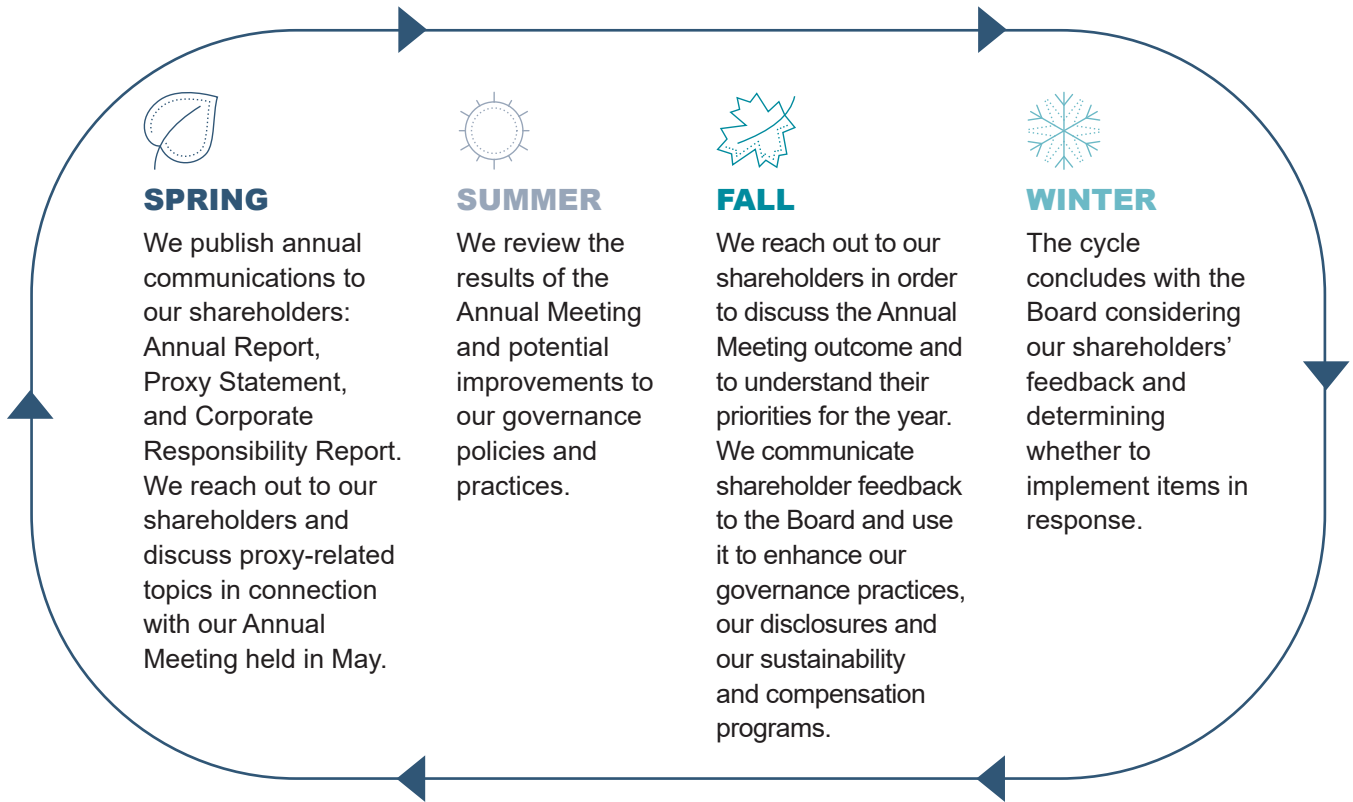 SPRING
We publish annual
communications to
our shareholders:
Annual Report,
Proxy Statement,
and Corporate
Responsibility Report.
We reach out to our
shareholders and
discuss proxy-related
topics in connection
with our Annual
Meeting held in May.
SUMMER
We review the
results of the
Annual Meeting
and potential
improvements to
our governance
policies and
practices.
FALL
We reach out to our
shareholders in order
to discuss the Annual
Meeting outcome and
to understand their
priorities for the year.
We communicate
shareholder feedback
to the Board and use
it to enhance our
governance practices,
our disclosures and
our sustainability
and compensation
programs.
WINTER
The cycle
concludes with the
Board considering
our shareholders’
feedback and
determining
whether to
implement items in
response.